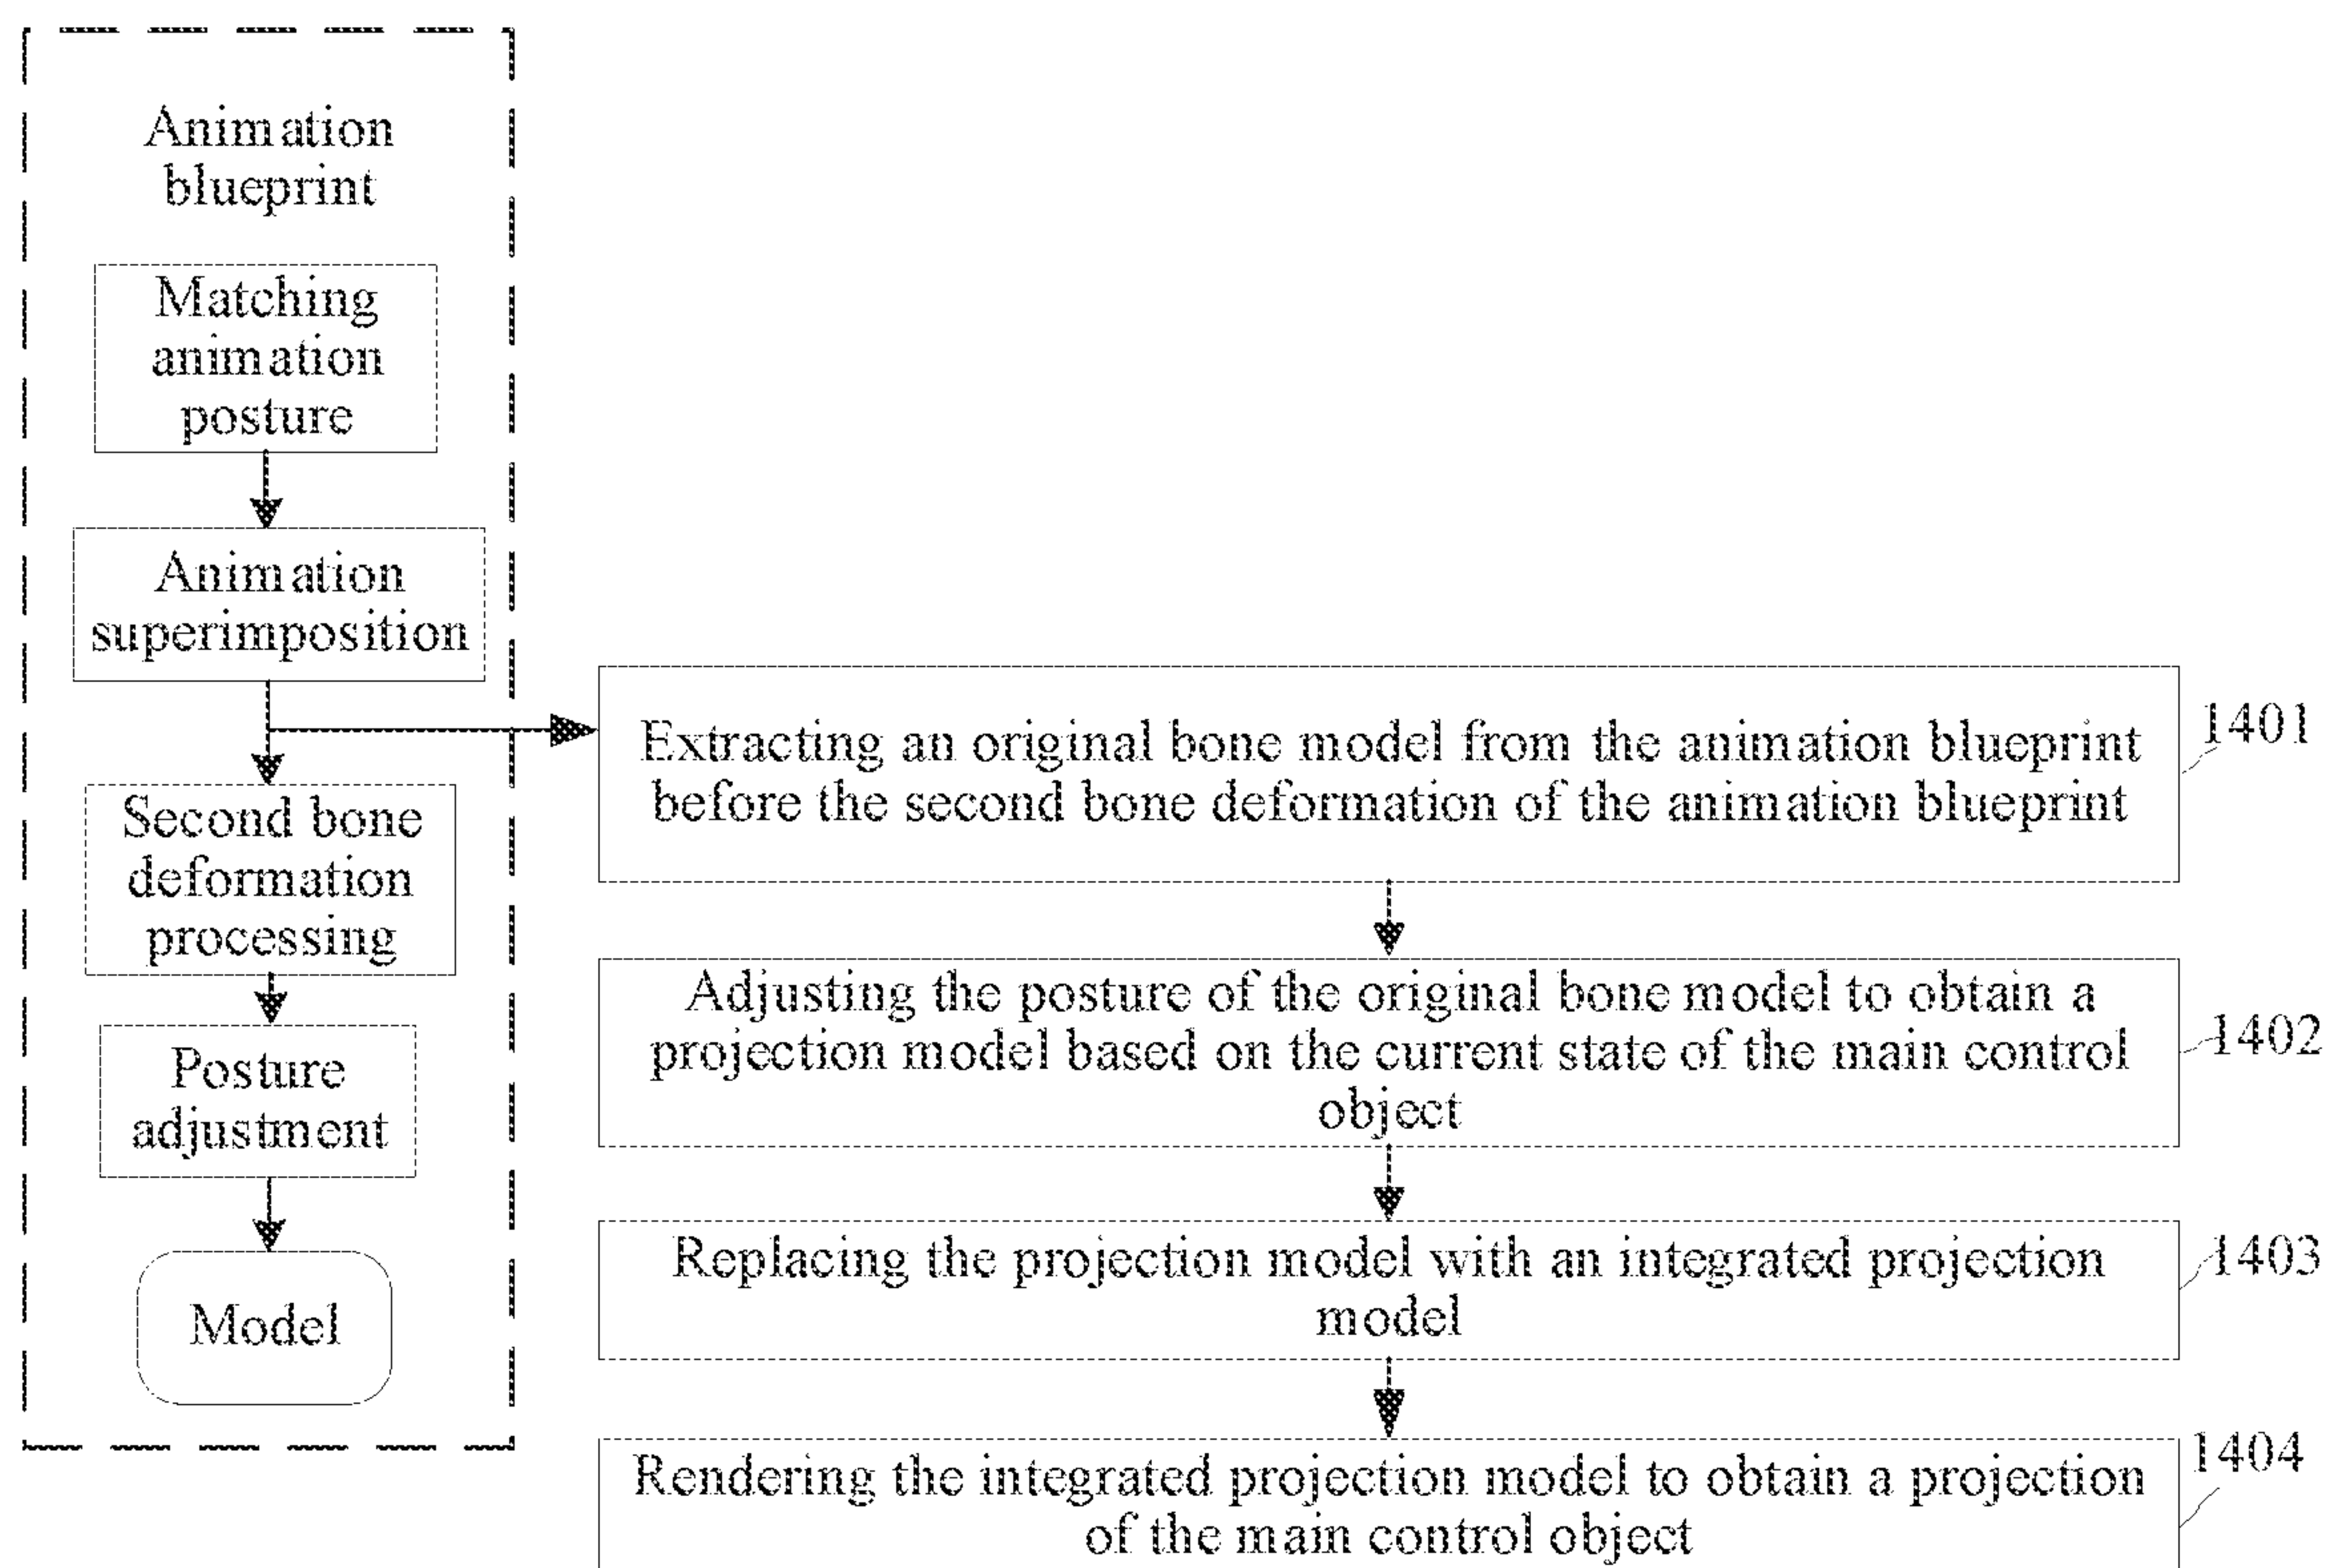 Animation
blueprint
Matching
animation
posture
Animation
superimposition
Second bone
deformation
processing
Posture
adjustment
Model
Extracting an original bone model from the animation blueprint
before the second bone deformation of the animation blueprint
1401
Adjusting the posture of the original bone model to obtain a
projection model based on the current state of the main control
object
1402
Replacing the projection model with an integrated projection
model
1403
Rendering the integrated projection model to obtain a projection
of the main control object
1404